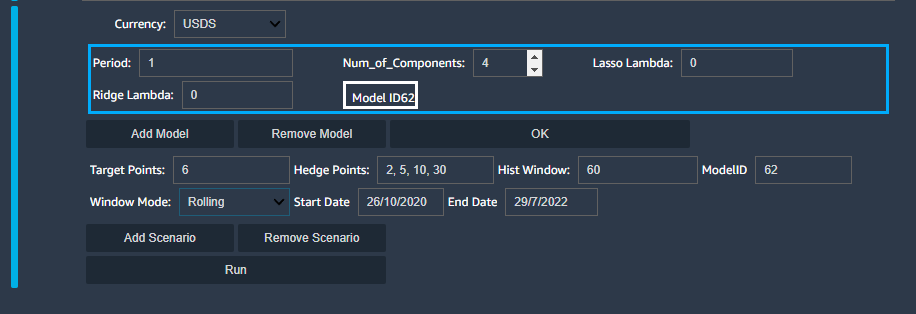 Currency: USDS
Period: 1 Num_of_Components: 4 Lasso Lambda: 0
Ridge Lambda: 0 Model ID62
Add Model Remove Model OK
Target Points: 6 Hedge Points: 2, 5, 10, 30 Hist Window: 60 ModelID 62
Window Mode: Rolling Start Date 26/10/2020 End Date 29/7/2022
Add Scenario Remove Scenario
Run